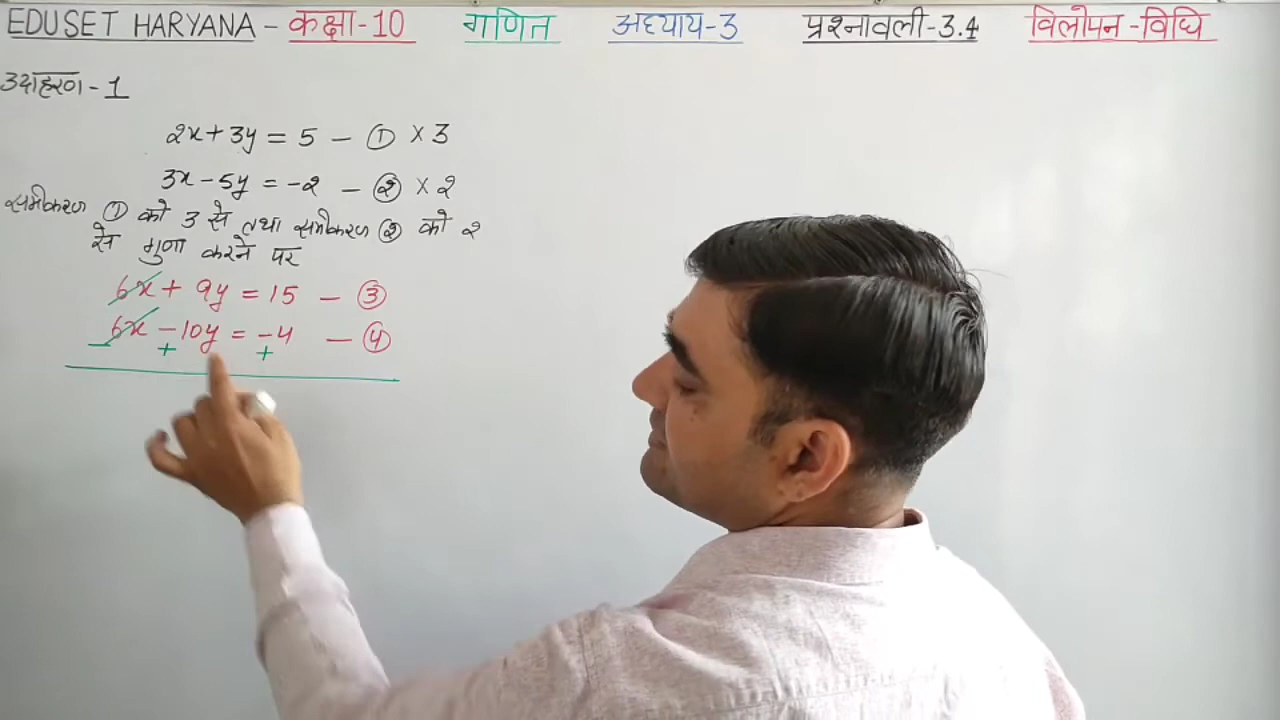 EDUSET HARYANA - कक्षा-10 गणित अध्याय-3 प्रश्नावली-3.4 विलोपन-विधि
उदाहरण-1
2x+3y = 5 - ① × 3
3x-5y = -2 - ② × 2
समीकरण ① को 3 से तथा समीकरण ② को 2
से गुणा करने पर
6x + 9y = 15 - ③
6x - 10y = -4 - ④
- + +